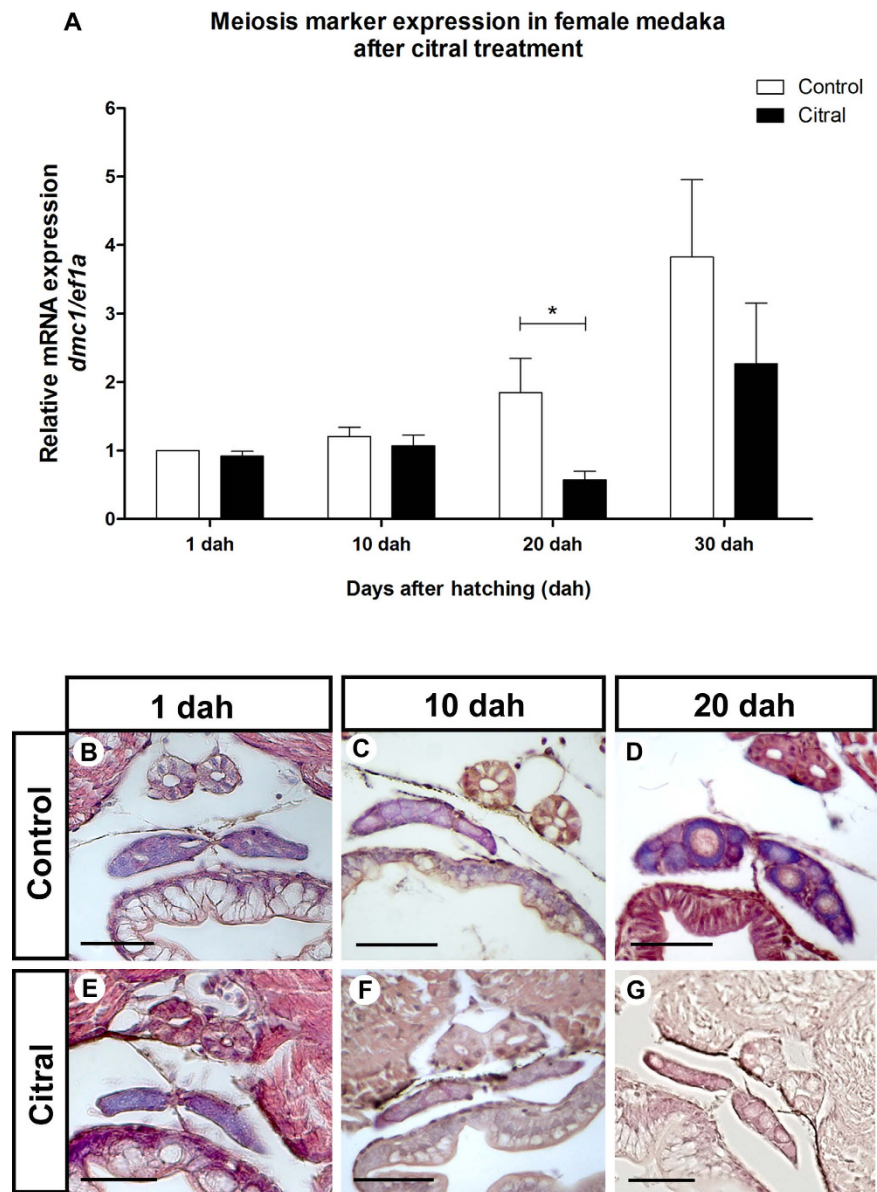 A
Meiosis marker expression in female medaka
after citral treatment
Control
Citral
Relative mRNA expression
dmc1/ef1a
6
5
4
3
2
1
0
1 dah
10 dah
20 dah
30 dah
*
Days after hatching (dah)
1 dah
10 dah
20 dah
Control
B
C
D
Citral
E
F
G